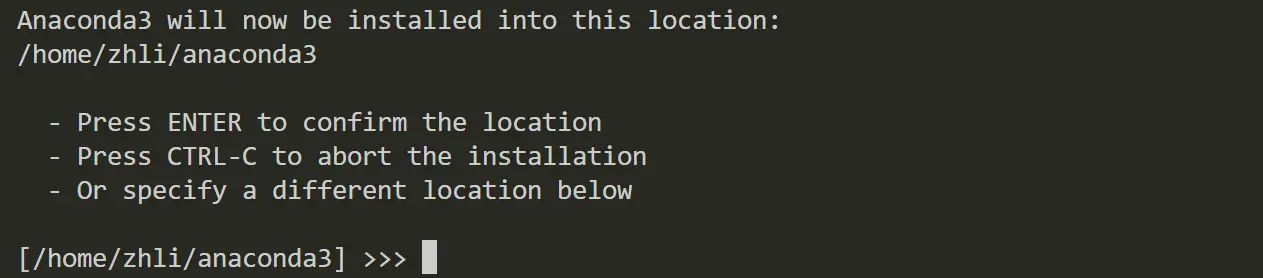 Anaconda3 will now be installed into this location:
/home/zhli/anaconda3
- Press ENTER to confirm the location
- Press CTRL-C to abort the installation
- Or specify a different location below
[/home/zhli/anaconda3] >>>